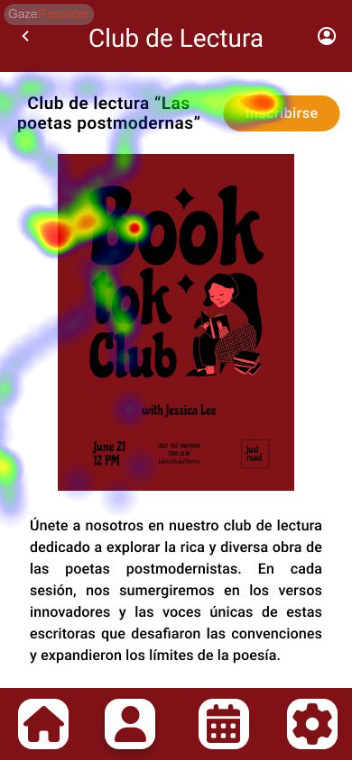 GazeRecorder
Club de Lectura
Club de lectura “Las
poetas postmodernas”
Inscribirse
Book
tok
Club
with Jessica Lee
June 21
12 PM
Just
read
Únete a nosotros en nuestro club de lectura
dedicado a explorar la rica y diversa obra de
las poetas postmodernistas. En cada
sesión, nos sumergiremos en los versos
innovadores y las voces únicas de estas
escritoras que desafiaron las convenciones
y expandieron los límites de la poesía.